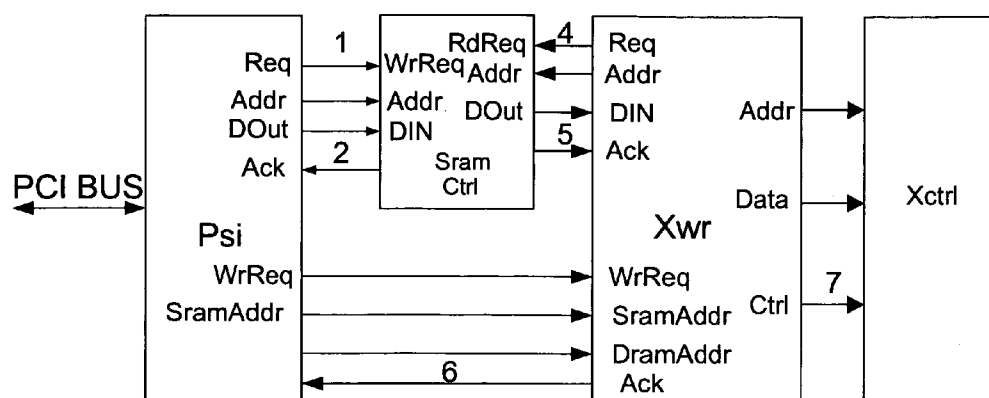 1
4
RdReq
Req
Req
WrReq
Addr
Addr
Addr
Addr
DOut
DIN
Addr
DOut
DIN
5
Ack
2
Sram
Ctrl
Ack
PCI BUS
Data
Xctrl
Psi
Xwr
WrReq
WrReq
7
SramAddr
SramAddr
Ctrl
DramAddr
6
Ack